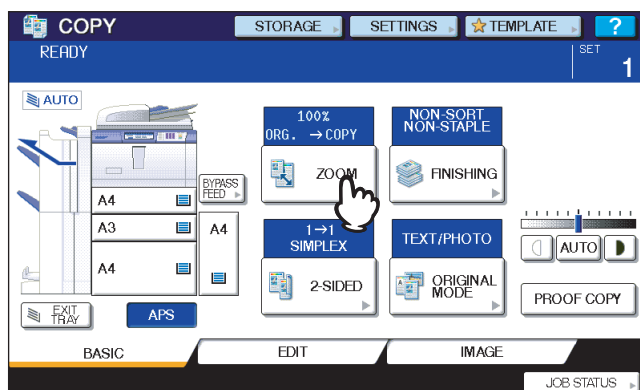 COPY
STORAGE
SETTINGS
TEMPLATE
?
READY
SET
1
AUTO
100%
ORG. → COPY
ZOOM
NON-SORT
NON-STAPLE
FINISHING
BYPASS
FEED
A4
A3
A4
A4
1→1
SIMPLEX
2-SIDED
TEXT/PHOTO
ORIGINAL
MODE
AUTO
PROOF COPY
EXIT
TRAY
APS
BASIC
EDIT
IMAGE
JOB STATUS